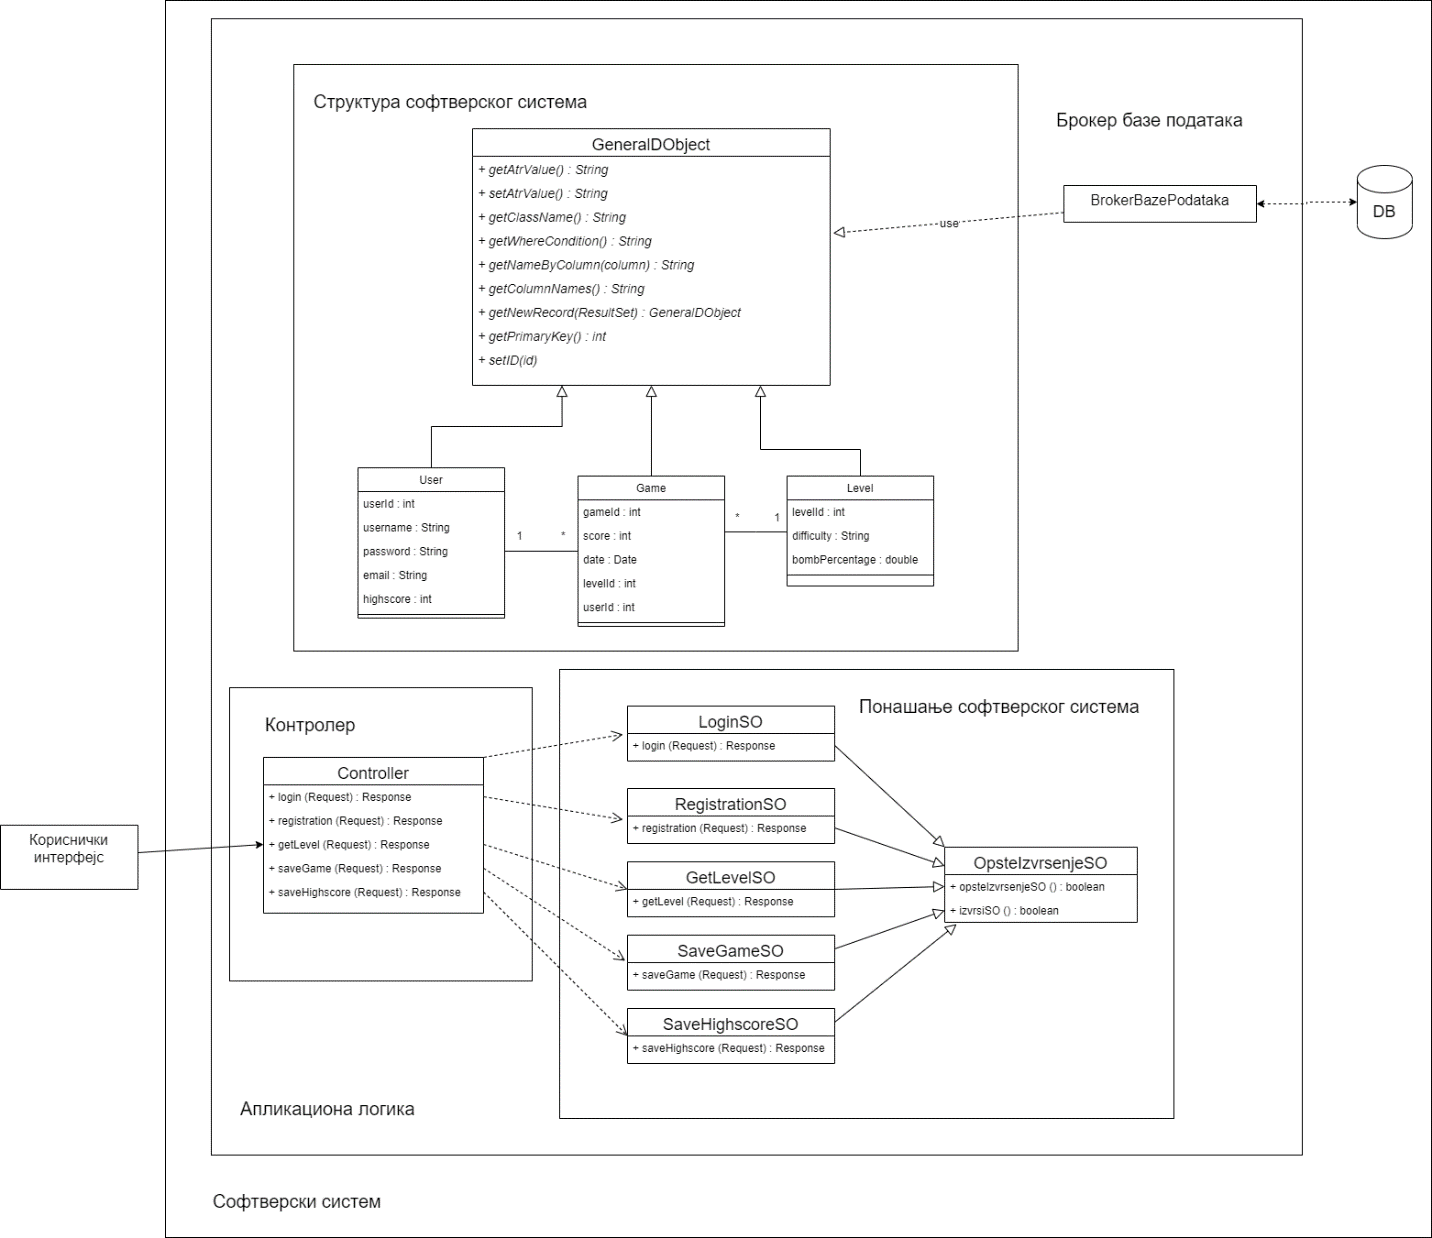 Структура софтверског система
GeneralDObject
+ getAtrValue() : String
+ setAtrValue() : String
+ getClassName() : String
+ getWhereCondition() : String
+ getNameByColumn(column) : String
+ getColumnNames() : String
+ getNewRecord(ResultSet) : GeneralDObject
+ getPrimaryKey() : int
+ setID(id)
Брокер базе података
BrokerBazePodataka
use
DB
User
userId : int
username : String
password : String
email : String
highscore : int
1 *
Game
gameId : int
score : int
date : Date
levelId : int
userId : int
* 1
Level
levelId : int
difficulty : String
bombPercentage : double
Контролер
Controller
+ login (Request) : Response
+ registration (Request) : Response
+ getLevel (Request) : Response
+ saveGame (Request) : Response
+ saveHighscore (Request) : Response
Кориснички
интерфејс
Понашање софтверског система
LoginSO
+ login (Request) : Response
RegistrationSO
+ registration (Request) : Response
GetLevelSO
+ getLevel (Request) : Response
SaveGameSO
+ saveGame (Request) : Response
SaveHighscoreSO
+ saveHighscore (Request) : Response
OpsteIzvrsenjeSO
+ opsteIzvrsenjeSO () : boolean
+ izvrsiSO () : boolean
Апликациона логика
Софтверски систем